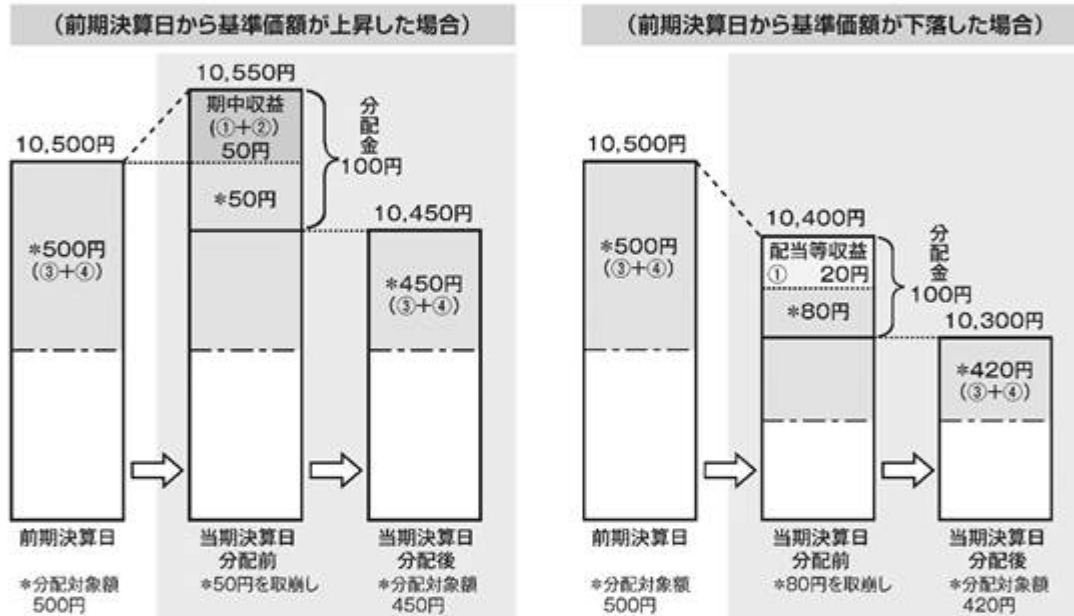 (前期決算日から基準価額が上昇した場合)
10,550円
期中収益
(①+②)
50円
*50円
分配金
100円
10,500円
*500円
(③+④)
10,450円
*450円
(③+④)
前期決算日
当期決算日
分配前
当期決算日
分配後
*分配対象額
500円
*50円を取崩し
*分配対象額
450円
(前期決算日から基準価額が下落した場合)
10,500円
*500円
(③+④)
10,400円
配当等収益
① 20円
*80円
分配金
100円
10,300円
*420円
(③+④)
前期決算日
当期決算日
分配前
当期決算日
分配後
*分配対象額
500円
*80円を取崩し
*分配対象額
420円